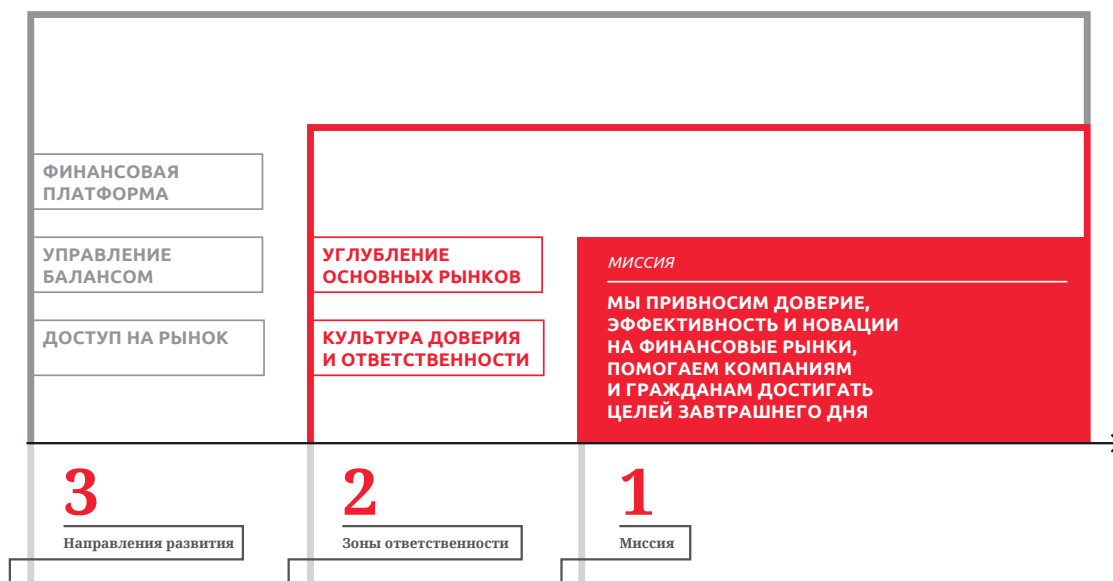 ФИНАНСОВАЯ
ПЛАТФОРМА
УПРАВЛЕНИЕ
БАЛАНСОМ
ДОСТУП НА РЫНОК
УГЛУБЛЕНИЕ
ОСНОВНЫХ РЫНКОВ
КУЛЬТУРА ДОВЕРИЯ
И ОТВЕТСТВЕННОСТИ
МИССИЯ
МЫ ПРИВНОСИМ ДОВЕРИЕ,
ЭФФЕКТИВНОСТЬ И НОВАЦИИ
НА ФИНАНСОВЫЕ РЫНКИ,
ПОМОГАЕМ КОМПАНИЯМ
И ГРАЖДАНАМ ДОСТИГАТЬ
ЦЕЛЕЙ ЗАВТРАШНЕГО ДНЯ
3
Направления развития
2
Зоны ответственности
1
Миссия